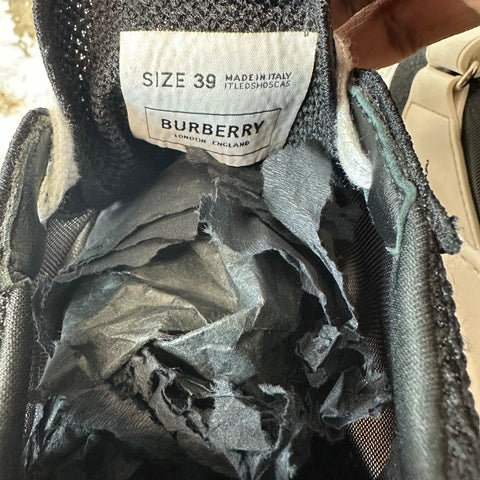 SIZE 39
MADE IN ITALY
ITLEDSHOSCAS
BURBERRY
LONDON ENGLAND